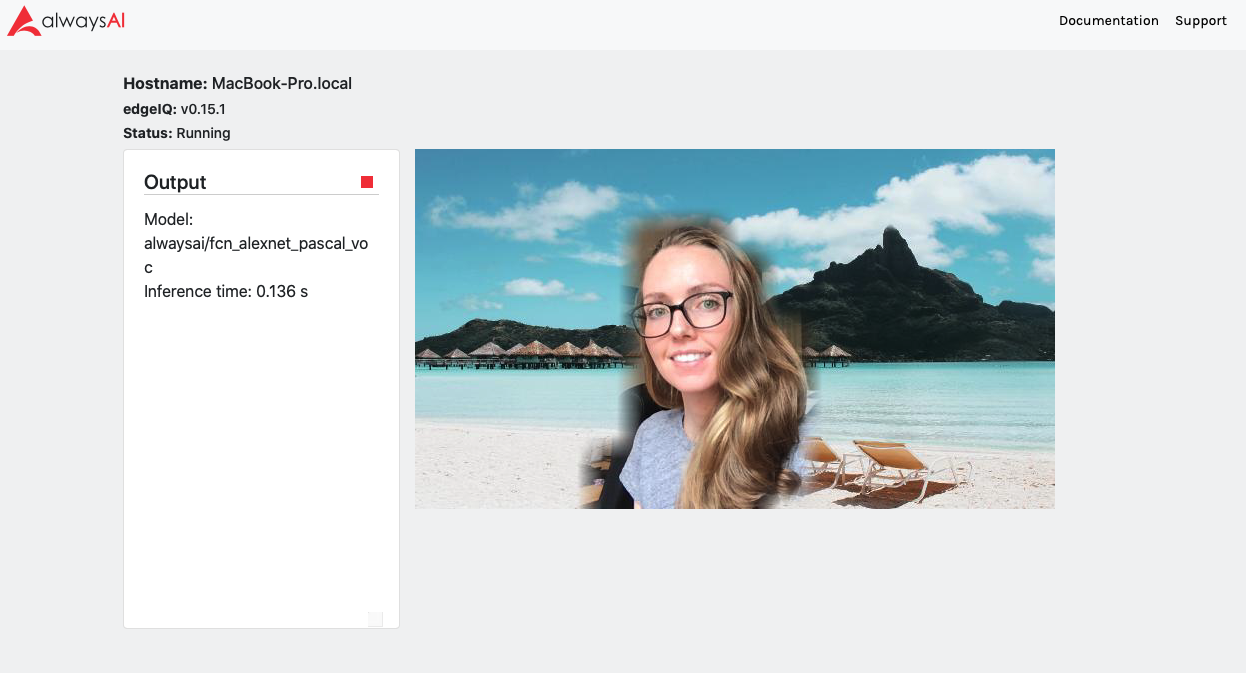 alwaysAI
Documentation Support
Hostname: MacBook-Pro.local
edgeIQ: v0.15.1
Status: Running
Output
Model:
alwaysai/fcn_alexnet_pascal_vo
c
Inference time: 0.136 s